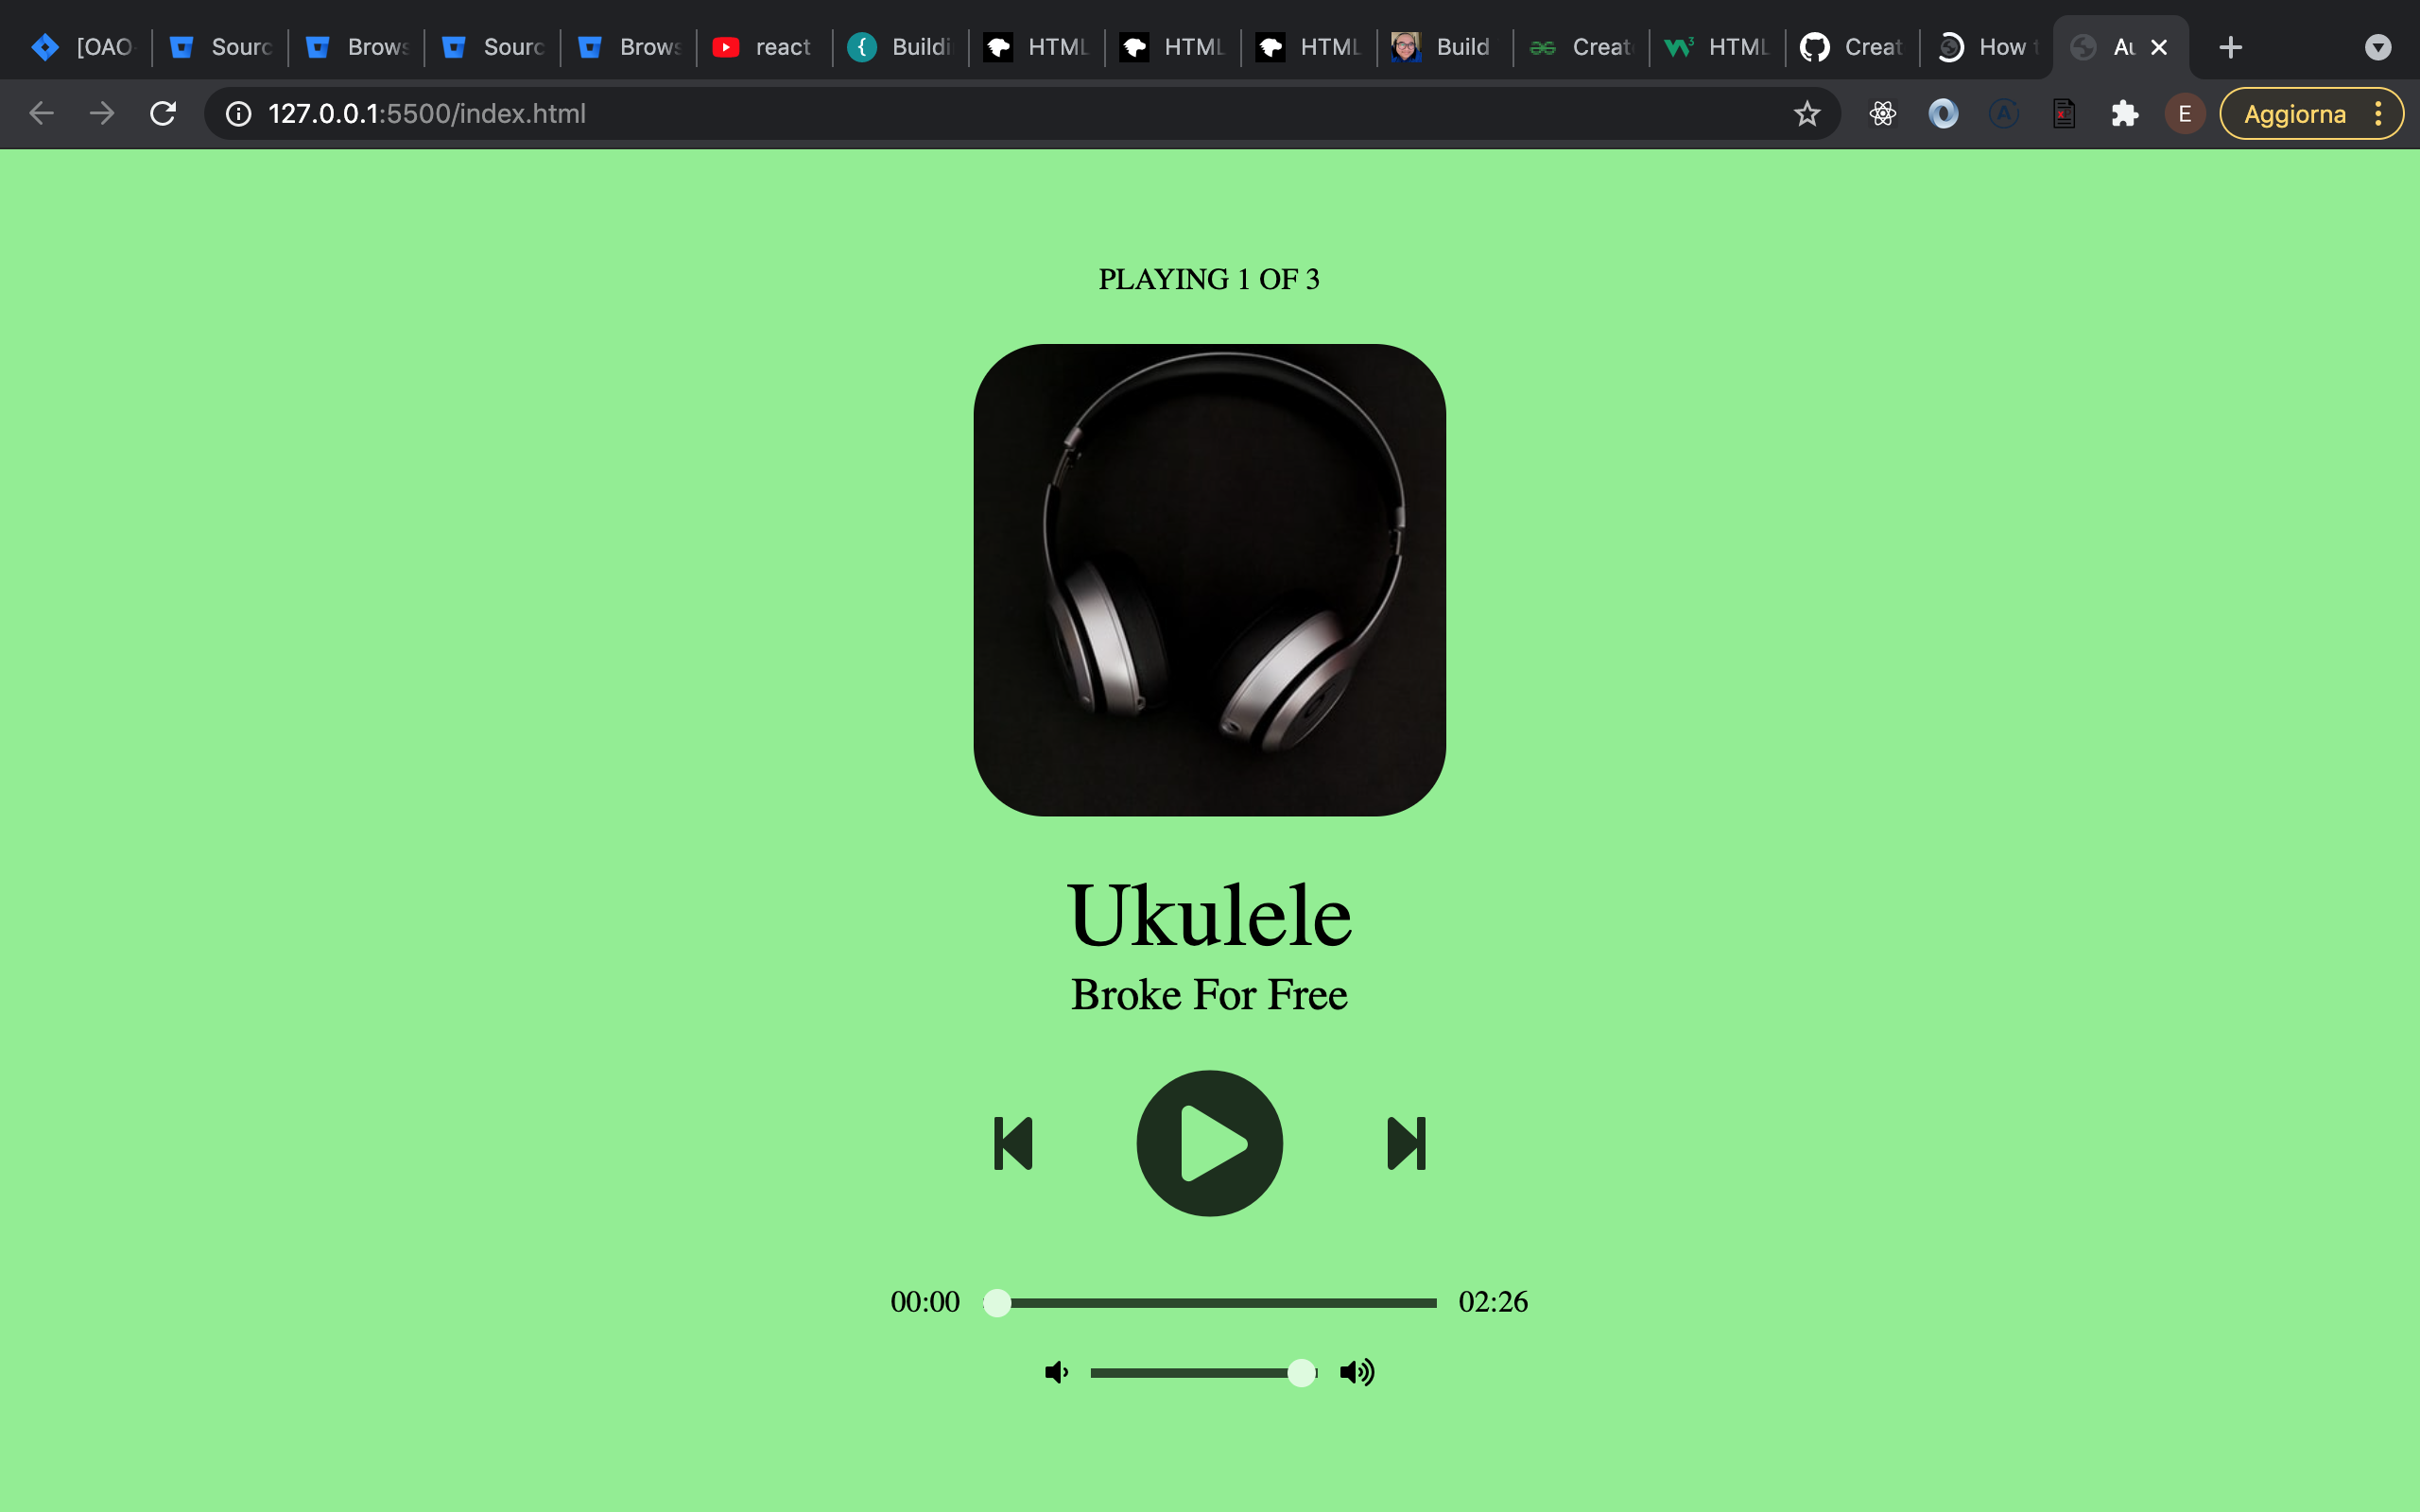 [OAO- Sourc Brows Sourc Brows react Buildi HTML HTML HTML Build Creat HTML Creat How t Au
127.0.0.1:5500/index.html E Aggiorna
PLAYING 1 OF 3
Ukulele
Broke For Free
00:00 02:26